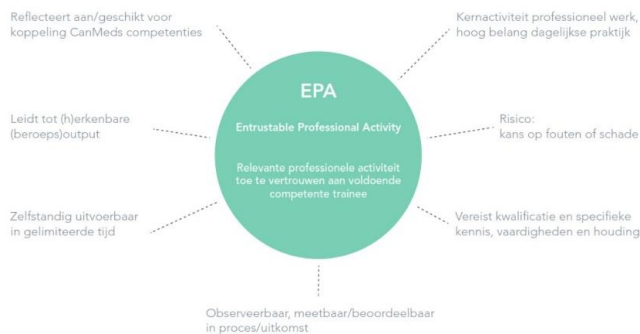 Reflecteert aan/geschikt voor
koppeling CanMeds competenties
Kernactiviteit professioneel werk,
hoog belang dagelijkse praktijk
EPA
Entrustable Professional Activity
Relevante professionele activiteit
toe te vertrouwen aan voldoende
competente trainee
Leidt tot (h)erkenbare
(beroeps)output
Risico:
kans op fouten of schade
Zelfstandig uitvoerbaar
in gelimiteerde tijd
Vereist kwalificatie en specifieke
kennis, vaardigheden en houding
Observeerbaar, meetbaar/beoordeelbaar
in proces/uitkomst